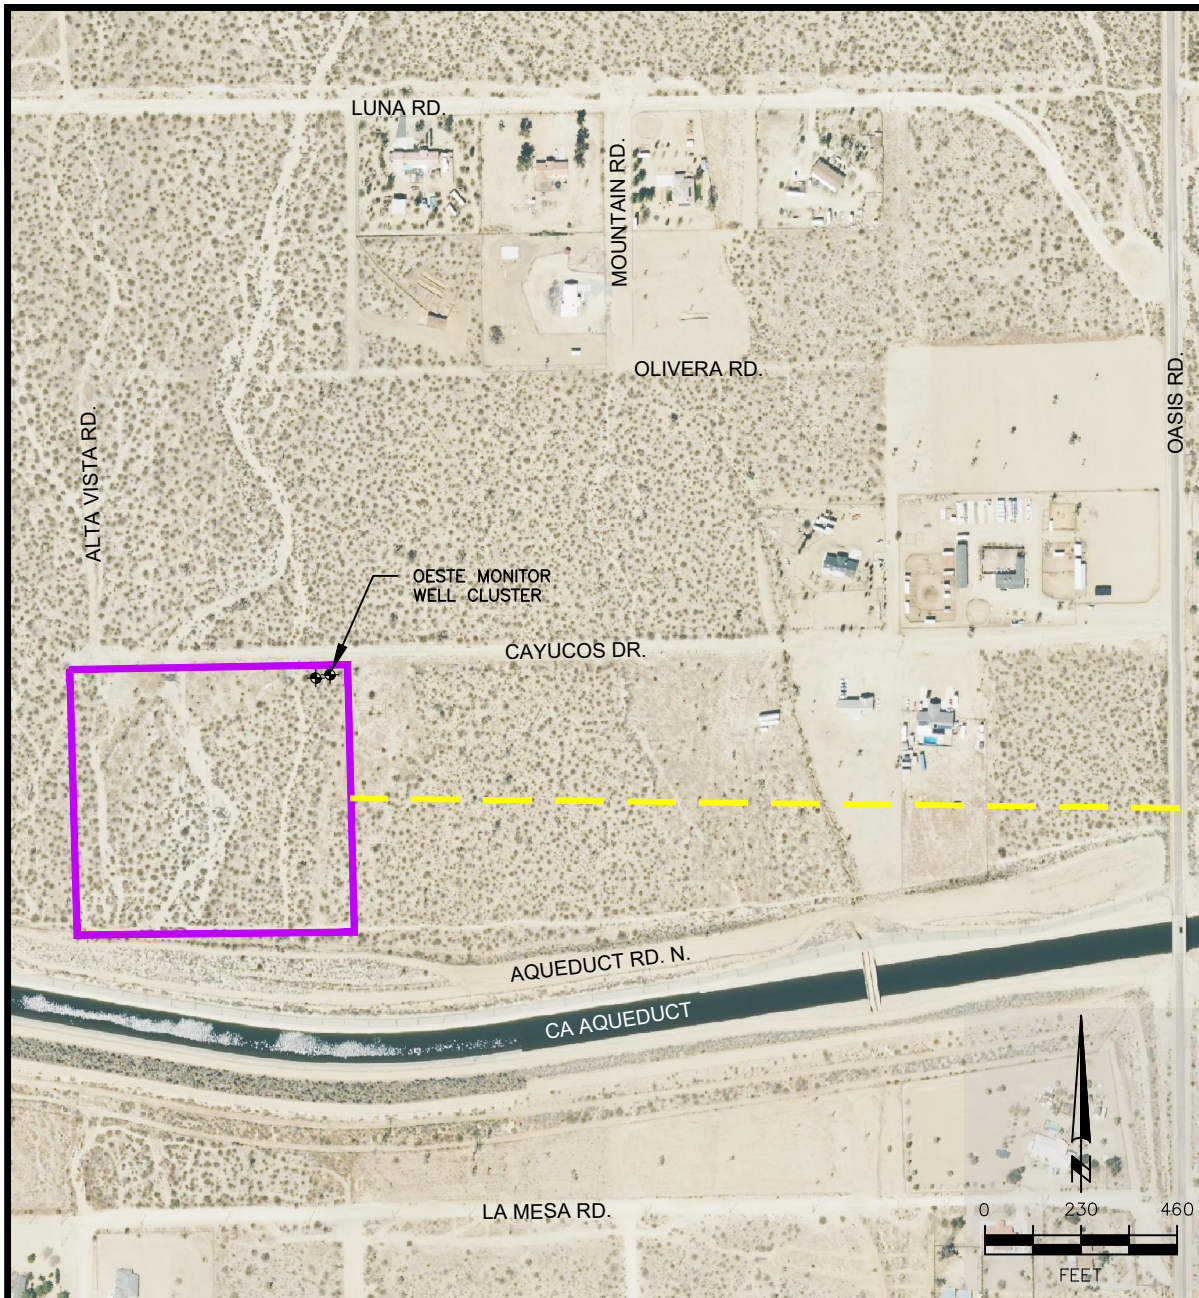 LUNA RD.
MOUNTAIN RD.
OLIVERA RD.
OASIS RD.
ALTA VISTA RD.
OESTE MONITOR
WELL CLUSTER
CAYUCOS DR.
AQUEDUCT RD. N.
CA AQUEDUCT
LA MESA RD.
0 230 460
FEET